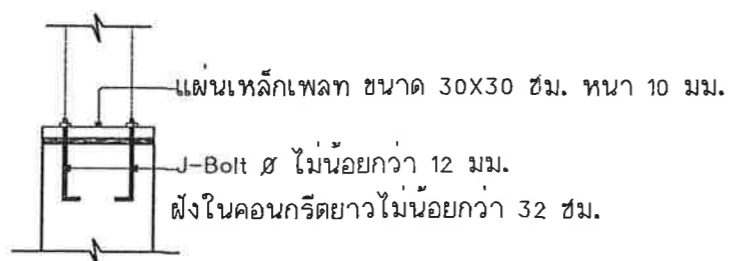 แผ่นเหล็กเพลท ขนาด 30X30 ซม. หนา 10 มม.
J-Bolt Ø ไม่น้อยกว่า 12 มม.
ฝังในคอนกรีตยาวไม่น้อยกว่า 32 ซม.